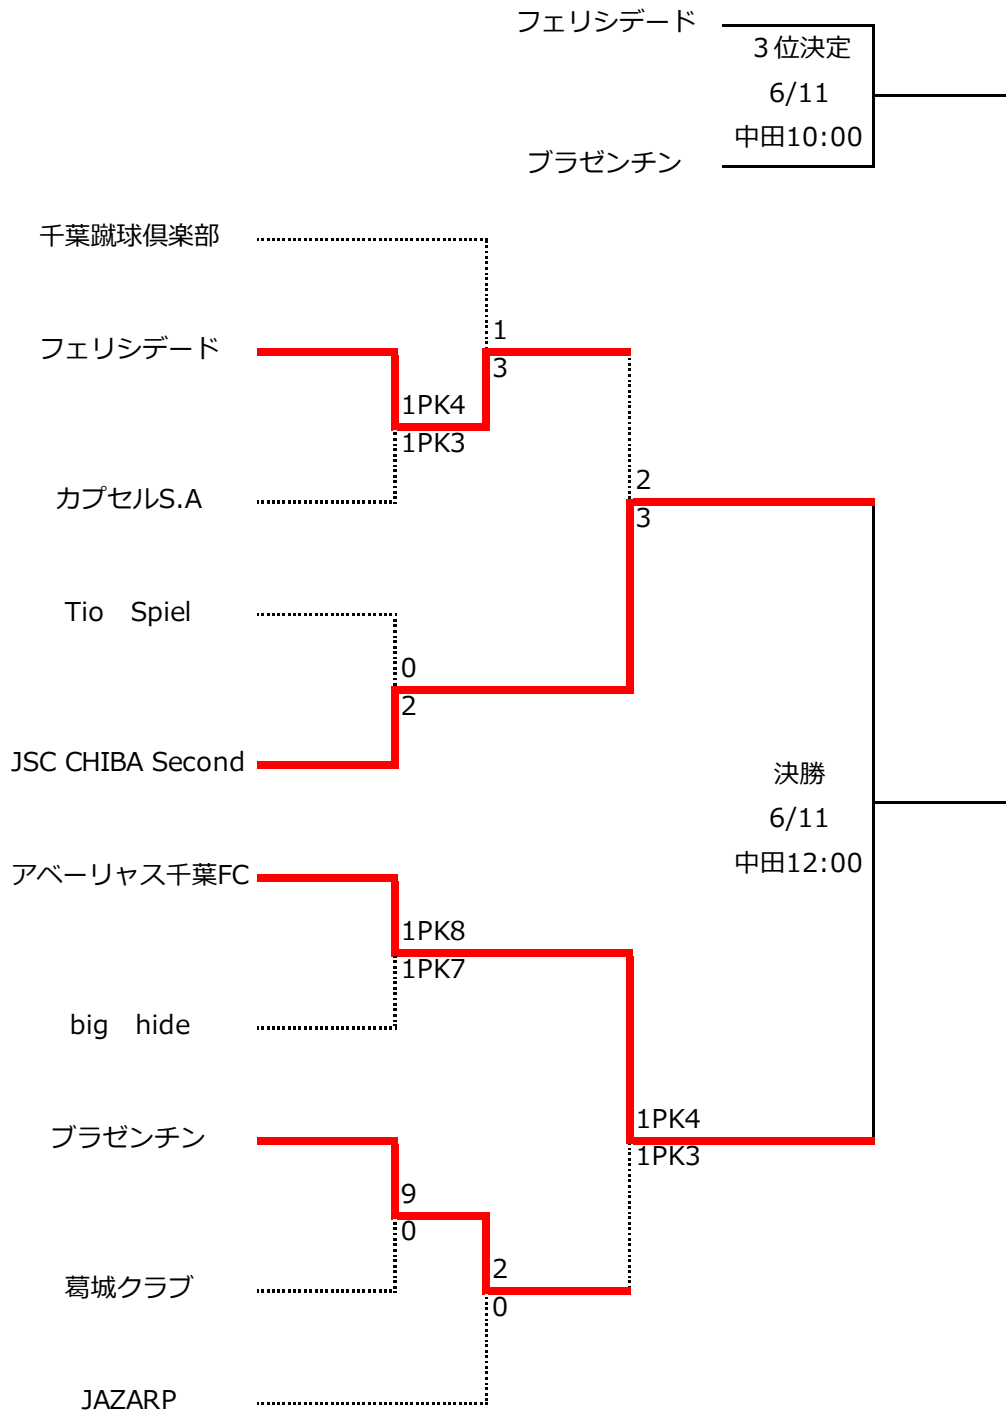 フェリシデード
３位決定
6/11
中田10:00
ブラゼンチン
千葉蹴球倶楽部
1
フェリシデード
3
1PK4
1PK3
カプセルS.A
2
3
Tio　Spiel
0
2
JSC CHIBA Second
決勝
6/11
中田12:00
アベーリャス千葉FC
1PK8
1PK7
big　hide
1PK4
ブラゼンチン
1PK3
9
0
2
葛城クラブ
0
JAZARP